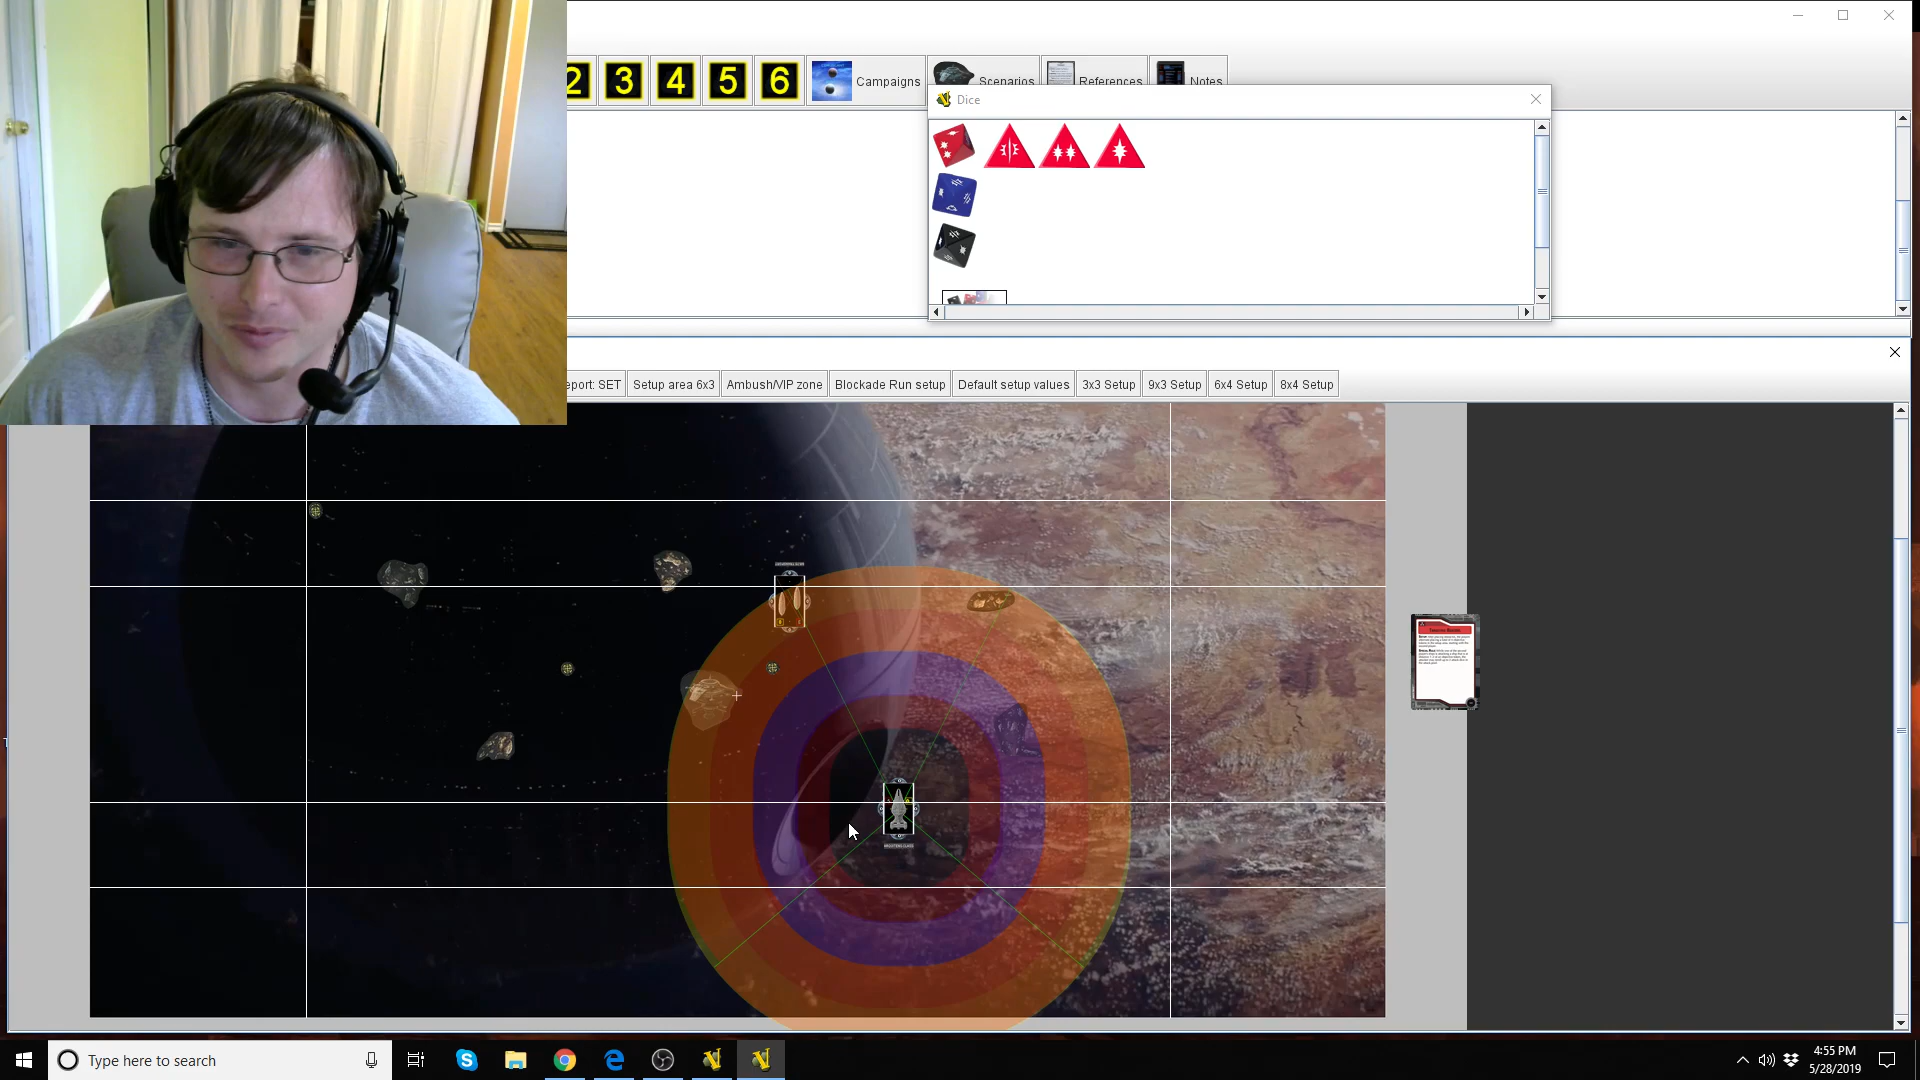 2
3
4
5
6
Campaigns
Scenarios
References
Notes
Dice
eport: SET
Setup area 6x3
Ambush/VIP zone
Blockade Run setup
Default setup values
3x3 Setup
9x3 Setup
6x4 Setup
8x4 Setup
Type here to search
4:55 PM
5/28/2019